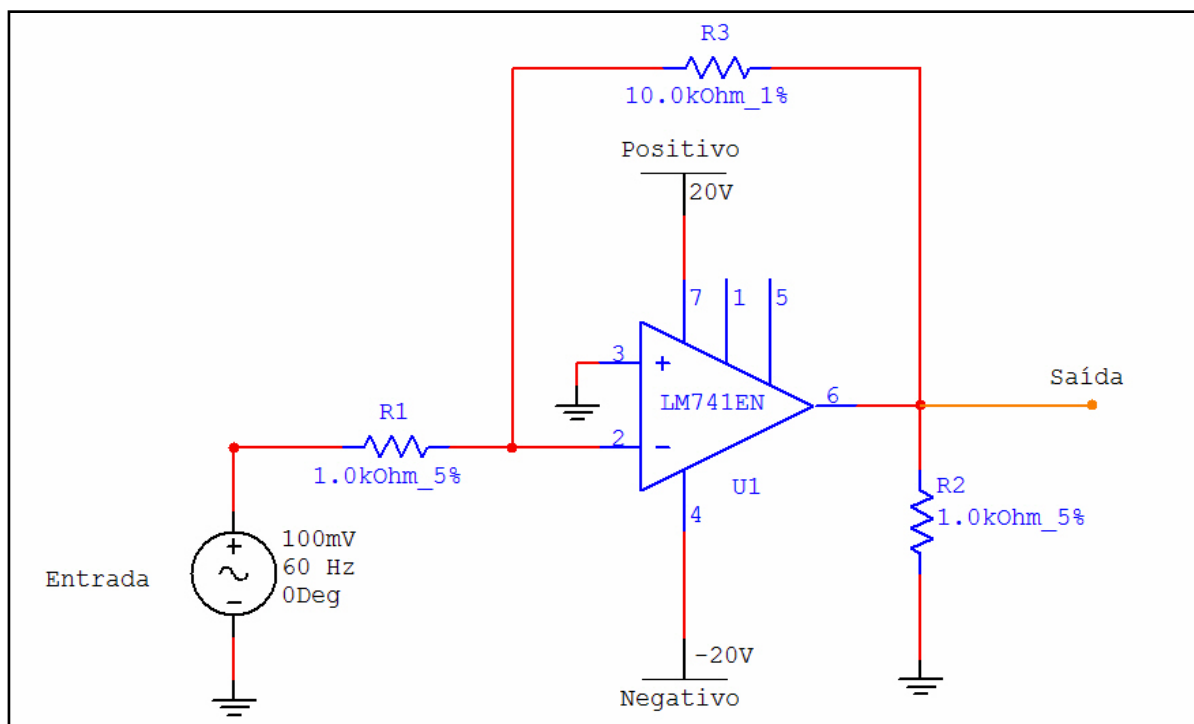 R3
10.0kOhm_1%
Positivo
20V
7
1
5
3
+
LM741EN
6
Saída
R1
2
−
1.0kOhm_5%
U1
R2
4
1.0kOhm_5%
+
100mV
60 Hz
Entrada
−
0Deg
-20V
Negativo